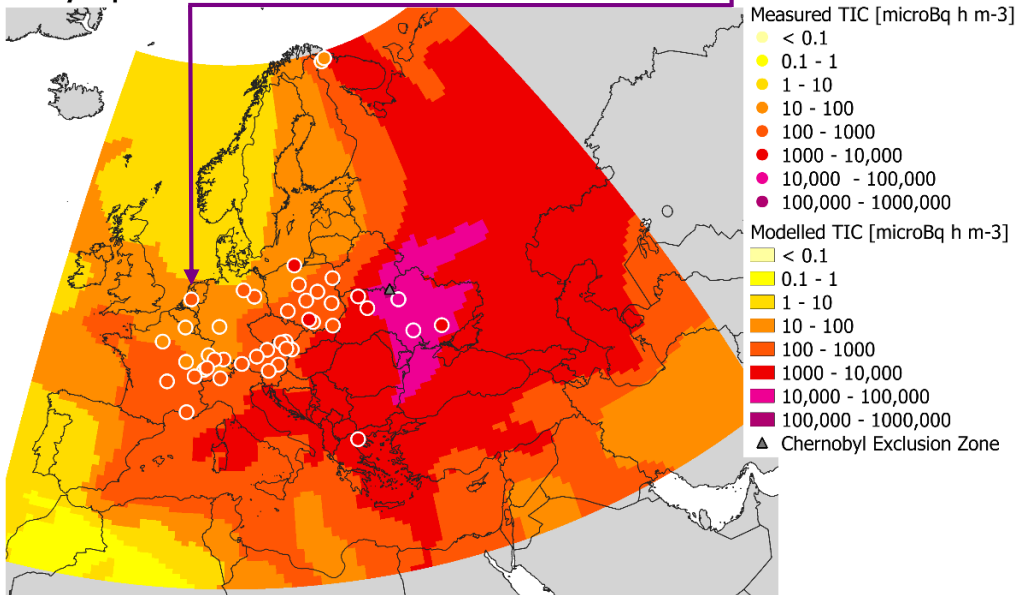 Measured TIC [microBq h m-3]
< 0.1
0.1 - 1
1 - 10
10 - 100
100 - 1000
1000 - 10,000
10,000 - 100,000
100,000 - 1000,000
Modelled TIC [microBq h m-3]
< 0.1
0.1 - 1
1 - 10
10 - 100
100 - 1000
1000 - 10,000
10,000 - 100,000
100,000 - 1000,000
Chernobyl Exclusion Zone